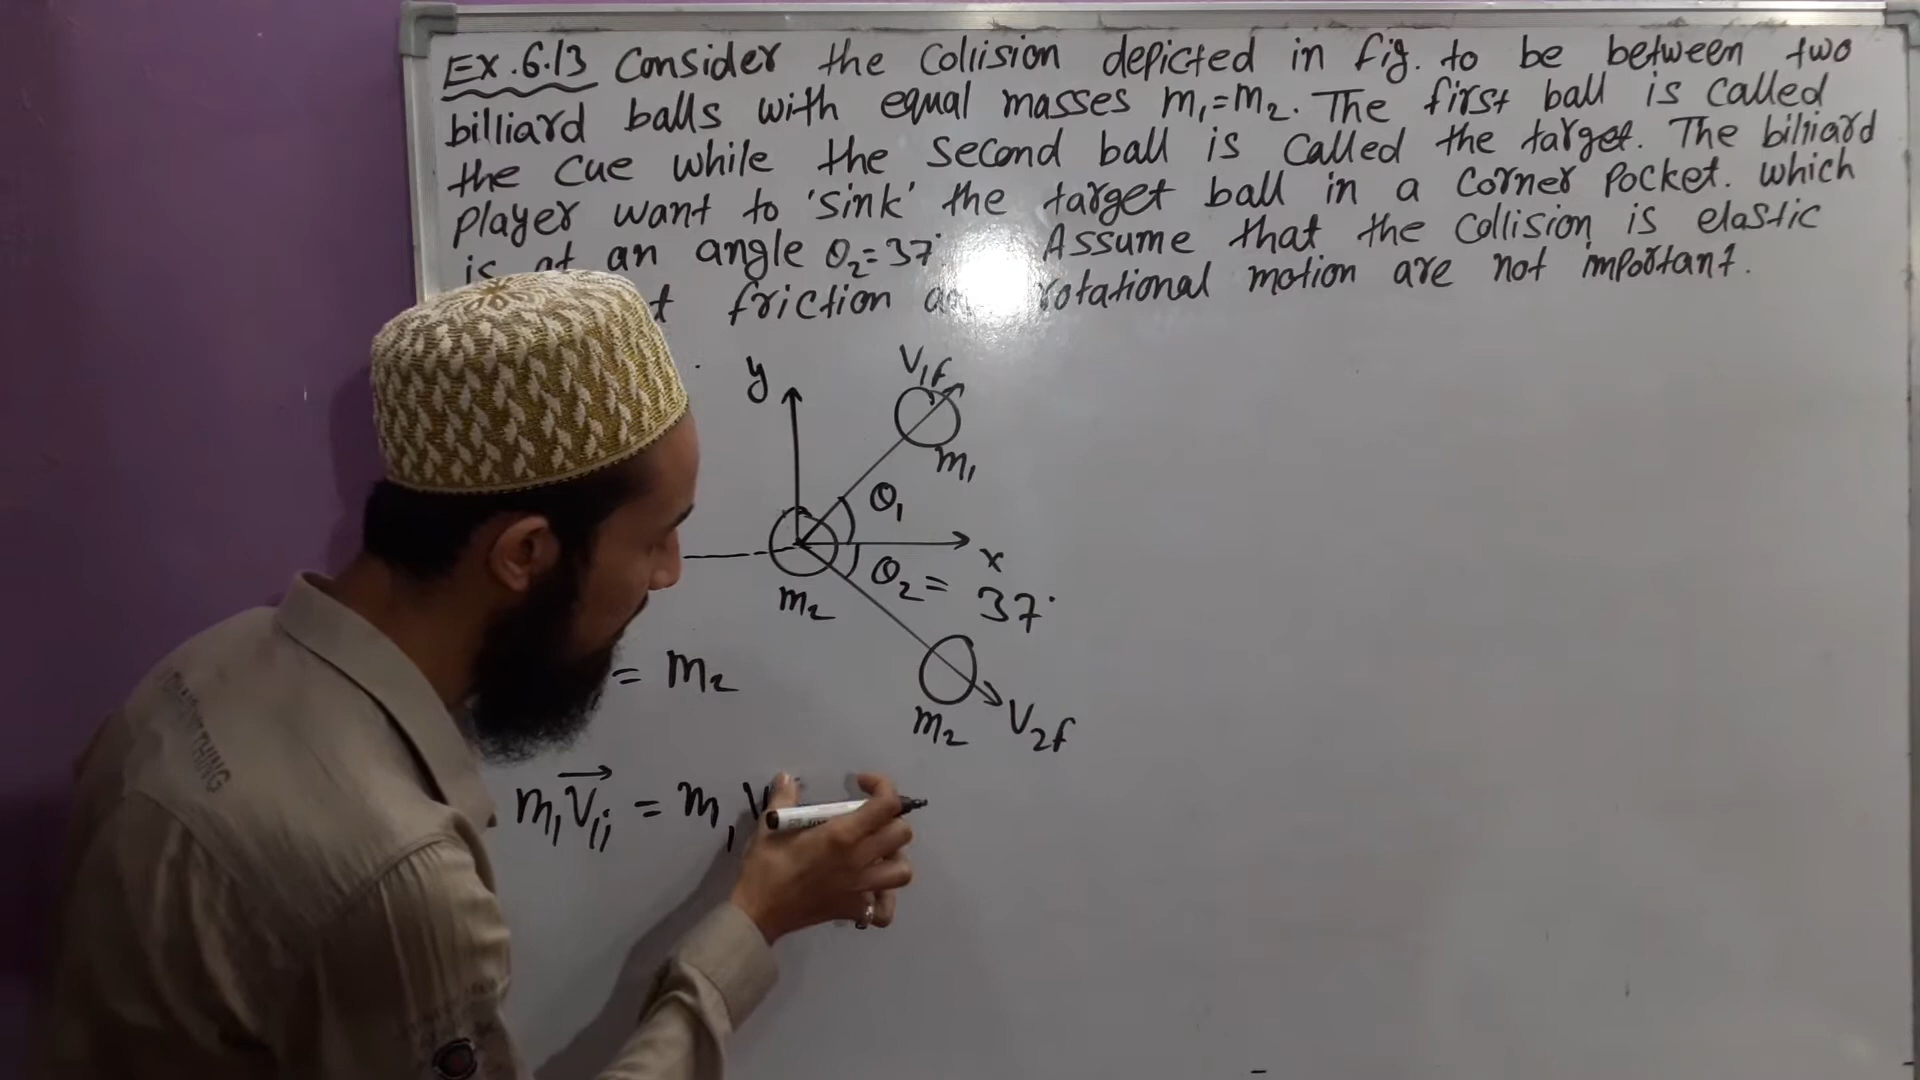 EX.6.13 Consider the Collision depicted in fig. to be between two
billiard balls with equal masses m₁=m₂. The first ball is called
the cue while the second ball is called the target. The billiard
player want to 'sink' the target ball in a corner pocket. which
is at an angle θ₂=37° Assume that the collision is elastic
friction rotational motion are not important.
y
V₁f
m₁
θ₁
x
θ₂ = 37°
m₂
= m₂
m₂
V₂f
m₁V₁i = m₁V